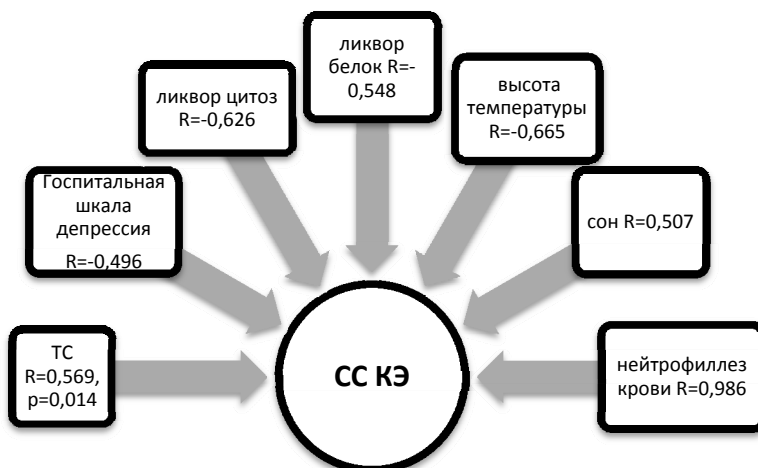 ликвор
белок R=-
0,548
ликвор цитоз
R=-0,626
высота
температуры
R=-0,665
Госпитальная
шкала
депрессия
R=-0,496
сон R=0,507
ТС
R=0,569,
р=0,014
СС КЭ
нейтрофиллез
крови R=0,986